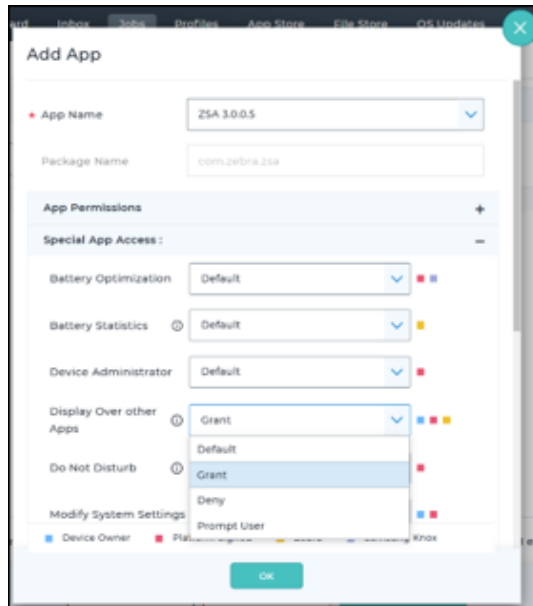 Inbox Jobs Profiles App Store File Store OS Updates
Add App
* App Name ZSA 3.0.0.5
Package Name com.zebra.zsa
App Permissions +
Special App Access : −
Battery Optimization Default
Battery Statistics Default
Device Administrator Default
Display Over other
Apps
Grant
Default
Do Not Disturb
Grant
Deny
Modify System Settings
Prompt User
Device Owner
OK